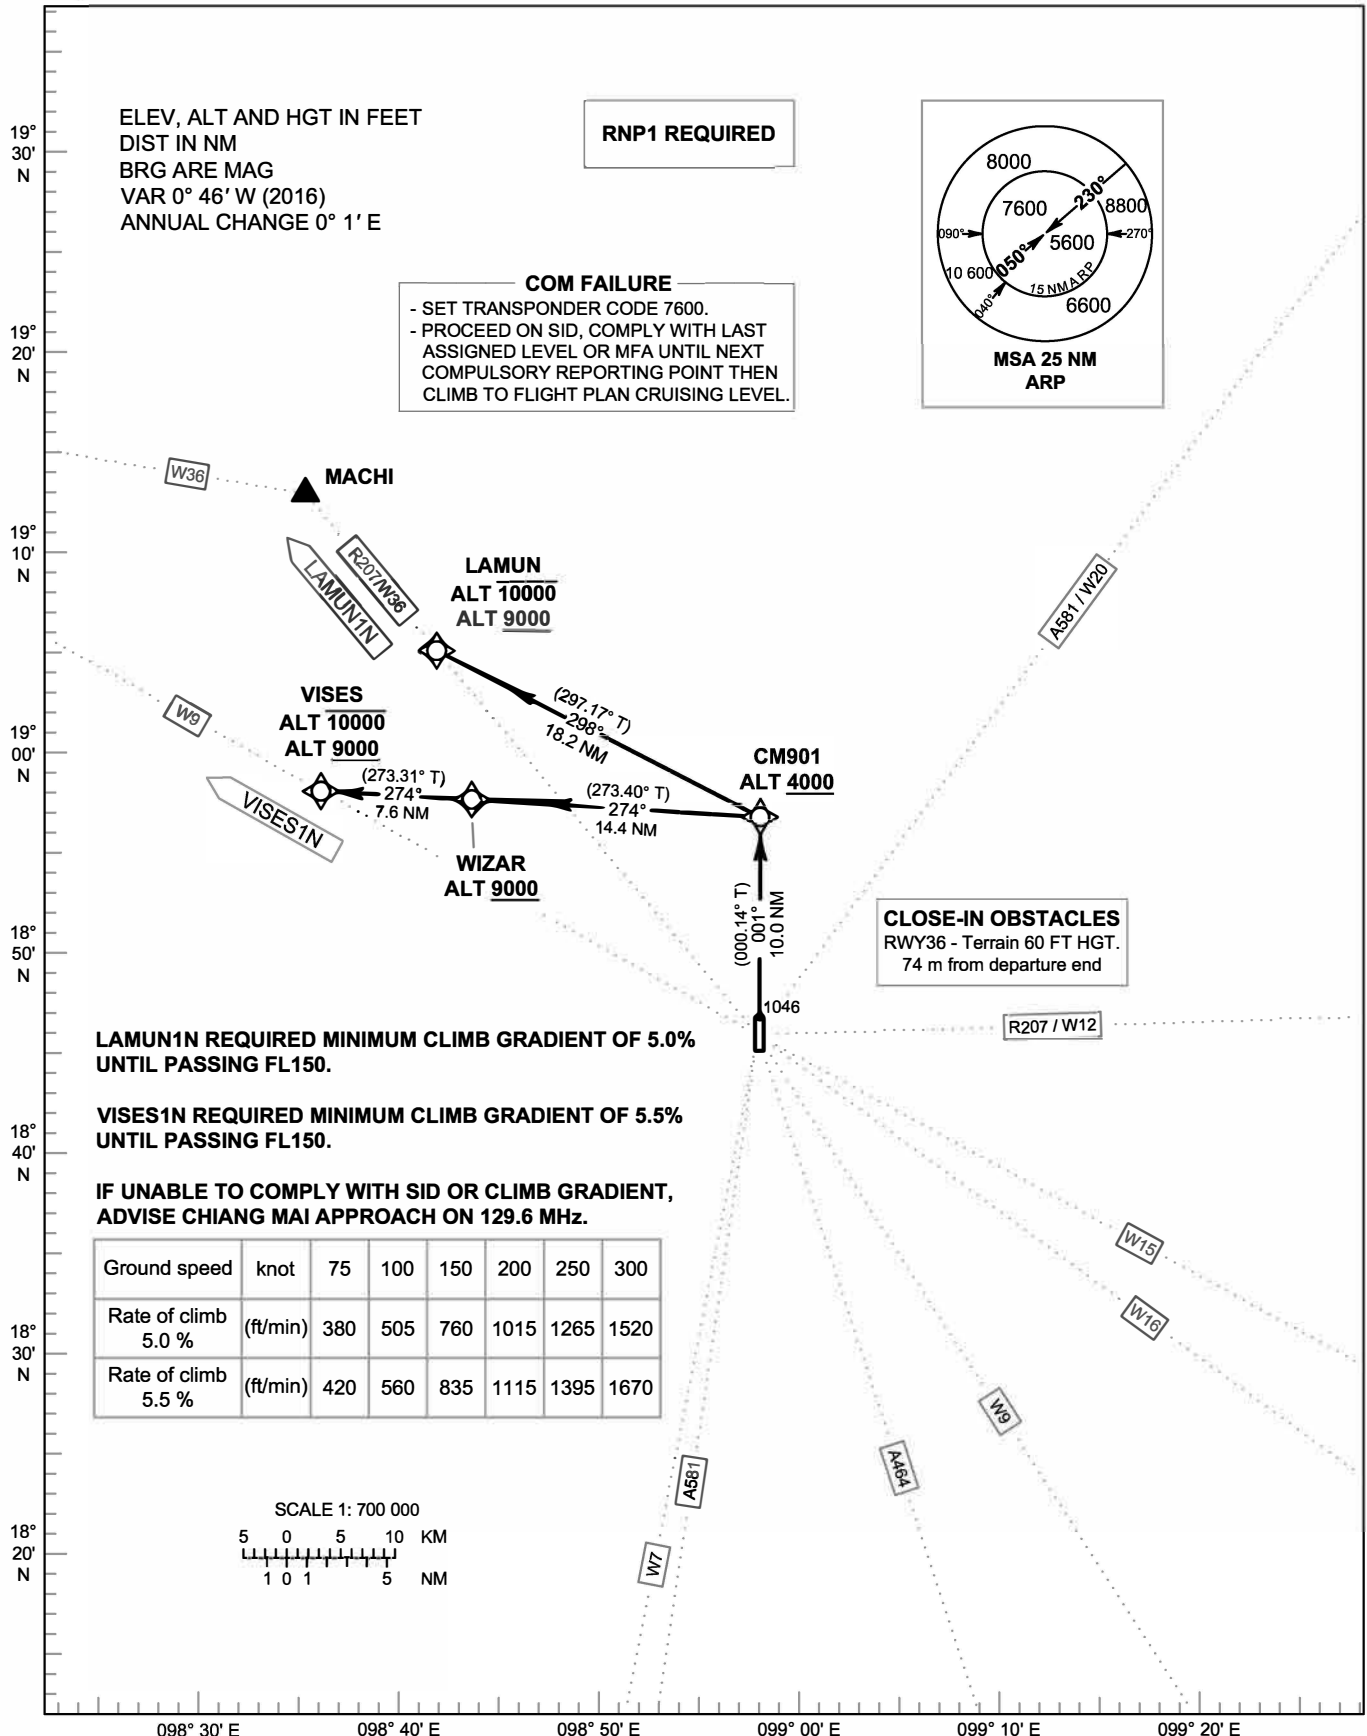 ELEV, ALT AND HGT IN FEET
DIST IN NM
BRG ARE MAG
VAR 0° 46' W (2016)
ANNUAL CHANGE 0° 1' E
RNP1 REQUIRED
8000
7600
230°
8800
090°
270°
5600
10 600
050°
15 NM ARP
040°
6600
MSA 25 NM
ARP
COM FAILURE
- SET TRANSPONDER CODE 7600.
- PROCEED ON SID, COMPLY WITH LAST
ASSIGNED LEVEL OR MFA UNTIL NEXT
COMPULSORY REPORTING POINT THEN
CLIMB TO FLIGHT PLAN CRUISING LEVEL.
19°
30'
N
19°
20'
N
19°
10'
N
19°
00'
N
18°
50'
N
18°
40'
N
18°
30'
N
18°
20'
N
W36
MACHI
R207/W36
LAMUN1N
LAMUN
ALT 10000
ALT 9000
A581 / W20
W9
VISES
ALT 10000
ALT 9000
VISES1N
(297.17° T)
298°
18.2 NM
(273.31° T)
274°
7.6 NM
(273.40° T)
274°
14.4 NM
CM901
ALT 4000
WIZAR
ALT 9000
(000.14° T)
001°
10.0 NM
1046
CLOSE-IN OBSTACLES
RWY36 - Terrain 60 FT HGT.
74 m from departure end
R207 / W12
LAMUN1N REQUIRED MINIMUM CLIMB GRADIENT OF 5.0%
UNTIL PASSING FL150.
VISES1N REQUIRED MINIMUM CLIMB GRADIENT OF 5.5%
UNTIL PASSING FL150.
IF UNABLE TO COMPLY WITH SID OR CLIMB GRADIENT,
ADVISE CHIANG MAI APPROACH ON 129.6 MHz.
Ground speed knot 75 100 150 200 250 300
Rate of climb
5.0 % (ft/min) 380 505 760 1015 1265 1520
Rate of climb
5.5 % (ft/min) 420 560 835 1115 1395 1670
W15
W16
W9
A464
A581
W7
SCALE 1: 700 000
5 0 5 10 KM
1 0 1 5 NM
098° 30' E 098° 40' E 098° 50' E 099° 00' E 099° 10' E 099° 20' E